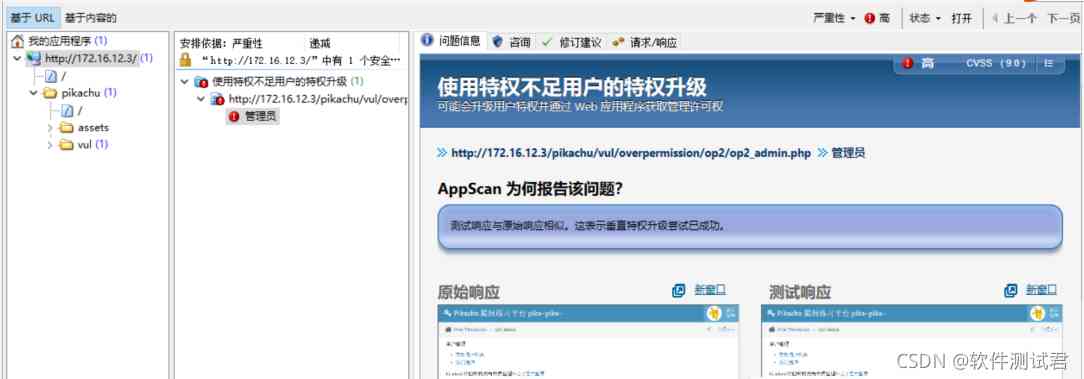 基于 URL 基于内容的
严重性 高 状态 打开 上一个 下一页
我的应用程序 (1)
http://172.16.12.3/ (1)
/
pikachu (1)
/
assets
vul (1)
安排依据: 严重性 递减
“http://172.16.12.3/”中有 1 个安全…
使用特权不足用户的特权升级 (1)
http://172.16.12.3/pikachu/vul/overp
管理员
问题信息 咨询 修订建议 请求/响应
使用特权不足用户的特权升级
高 CVSS (9.0)
可能会升级用户特权并通过 Web 应用程序获取管理许可权
http://172.16.12.3/pikachu/vul/overpermission/op2/op2_admin.php 管理员
AppScan 为何报告该问题?
测试响应与原始响应相似。这表示垂直特权升级尝试已成功。
原始响应 新窗口
测试响应 新窗口
Pikachu 漏洞练习平台 pika~pika~
Pikachu 漏洞练习平台 pika~pika~
CSDN @软件测试君